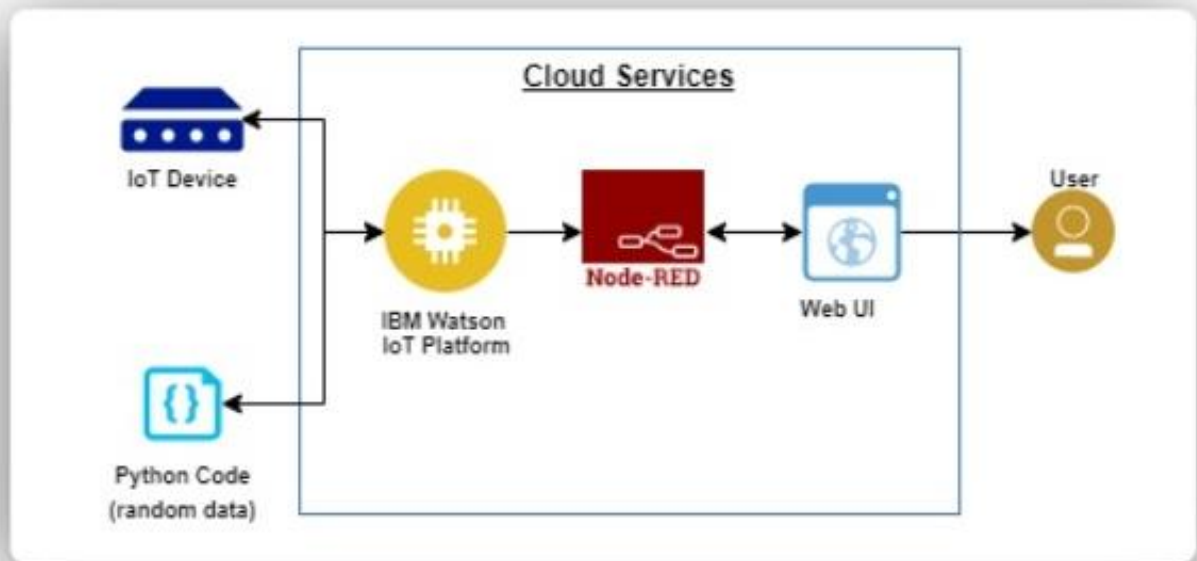 Cloud Services
IoT Device
User
Node-RED
Web UI
IBM Watson
IoT Platform
{}
Python Code
(random data)